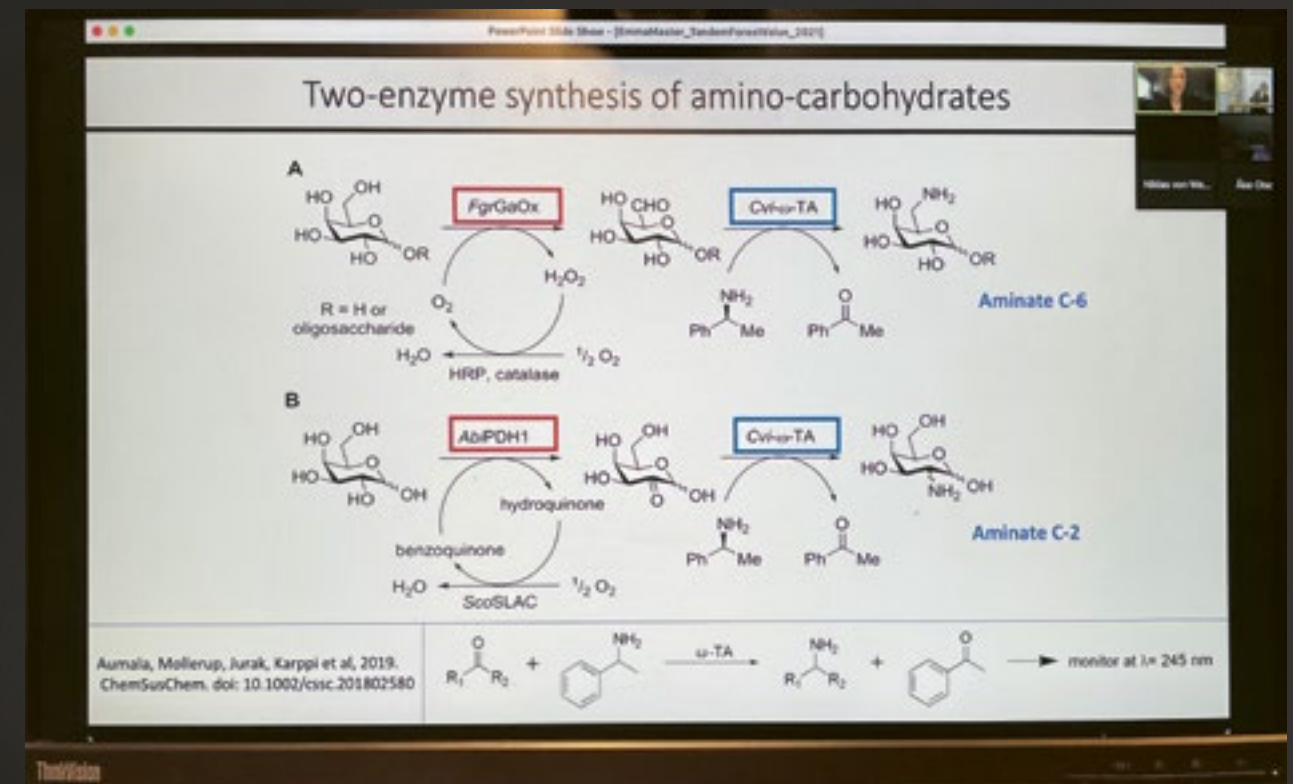 PowerPoint Slide Show - [EmmaMaster_TandemForestValue_2021]
Two-enzyme synthesis of amino-carbohydrates
A
HO
OH
HO
HO
OR
R = H or
oligosaccharide
FgrGaOx
O₂
H₂O₂
H₂O
½ O₂
HRP, catalase
HO
CHO
HO
HO
OR
Cvi-ω-TA
NH₂
Ph
Me
O
Ph
Me
HO
NH₂
HO
HO
OR
Aminate C-6
B
HO
OH
HO
HO
OH
AbiPDH1
hydroquinone
benzoquinone
H₂O
½ O₂
ScoSLAC
HO
OH
HO
O
OH
Cvi-ω-TA
NH₂
Ph
Me
O
Ph
Me
HO
OH
HO
NH₂
OH
Aminate C-2
Aumala, Mollerup, Jurak, Karppi et al, 2019.
ChemSusChem. doi: 10.1002/cssc.201802580
O
R₁
R₂
+
NH₂
ω-TA
NH₂
R₁
R₂
+
O
monitor at λ= 245 nm
Niklas von We...
ThinkVision